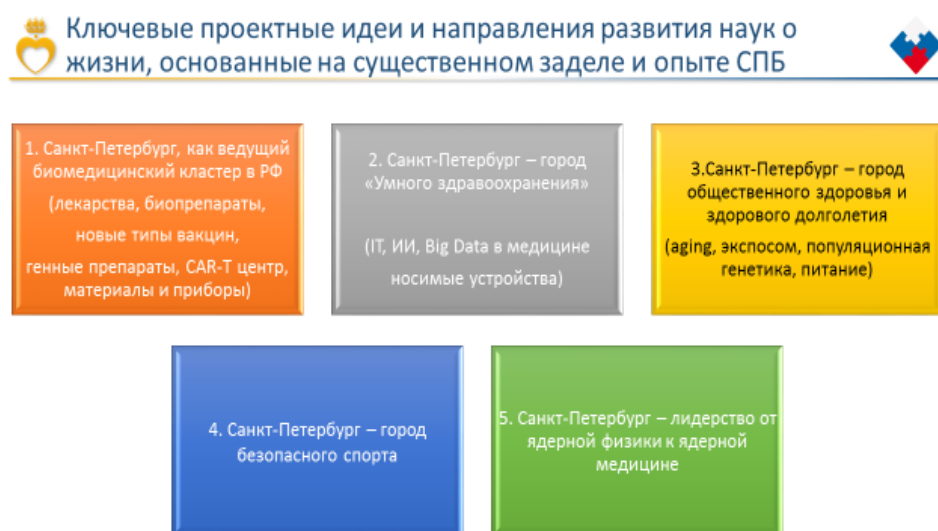 Ключевые проектные идеи и направления развития наук о
жизни, основанные на существенном заделе и опыте СПБ
1. Санкт-Петербург, как ведущий
биомедицинский кластер в РФ
(лекарства, биопрепараты,
новые типы вакцин,
генные препараты, CAR-T центр,
материалы и приборы)
2. Санкт-Петербург – город
«Умного здравоохранения»
(IT, ИИ, Big Data в медицине
носимые устройства)
3.Санкт-Петербург – город
общественного здоровья и
здорового долголетия
(aging, экспосом, популяционная
генетика, питание)
4. Санкт-Петербург – город
безопасного спорта
5. Санкт-Петербург – лидерство от
ядерной физики к ядерной
медицине